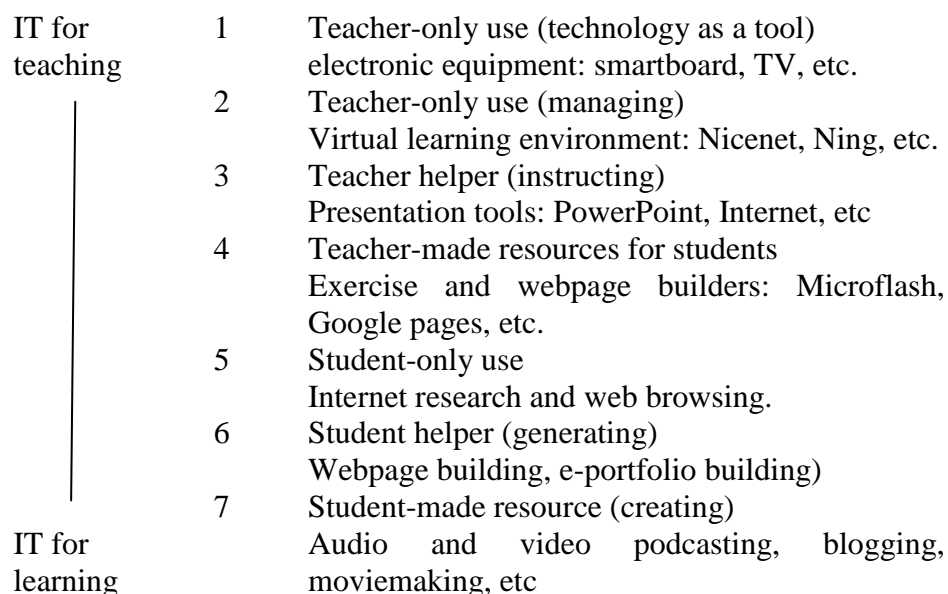 IT for 1 Teacher-only use (technology as a tool)
teaching electronic equipment: smartboard, TV, etc.
2 Teacher-only use (managing)
Virtual learning environment: Nicenet, Ning, etc.
3 Teacher helper (instructing)
Presentation tools: PowerPoint, Internet, etc
4 Teacher-made resources for students
Exercise and webpage builders: Microflash,
Google pages, etc.
5 Student-only use
Internet research and web browsing.
6 Student helper (generating)
Webpage building, e-portfolio building)
7 Student-made resource (creating)
IT for Audio and video podcasting, blogging,
learning moviemaking, etc